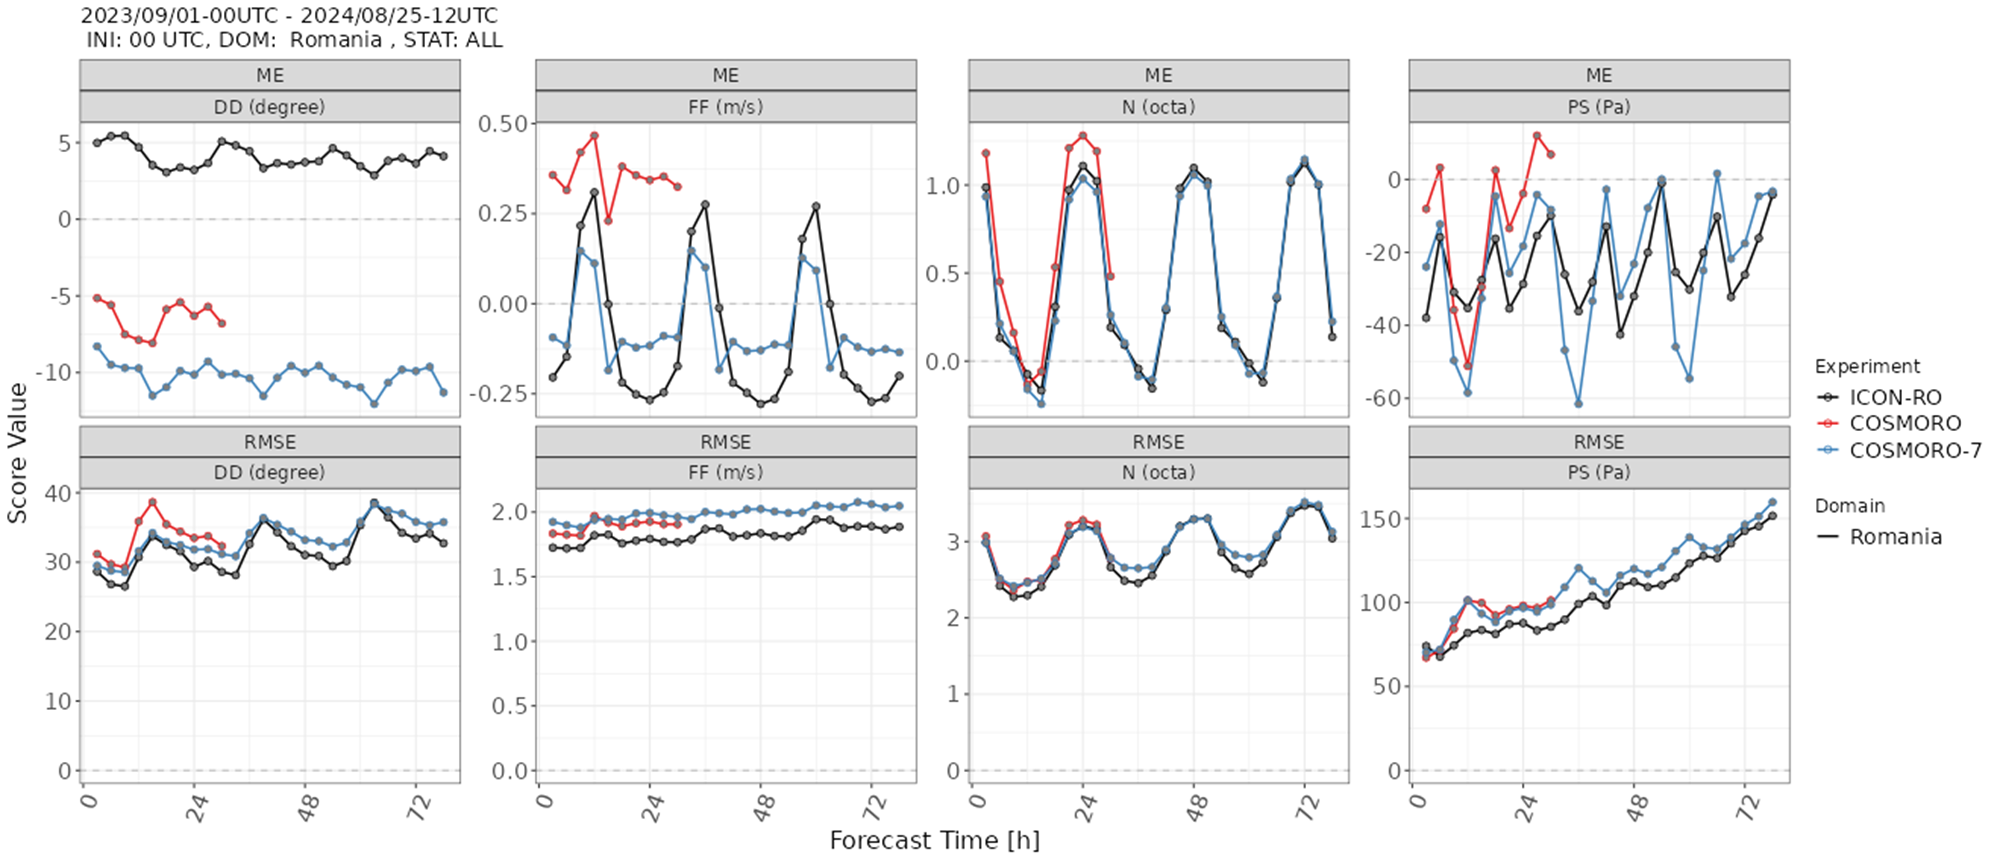 2023/09/01-00UTC - 2024/08/25-12UTC
INI: 00 UTC, DOM: Romania , STAT: ALL
ME ME ME ME
DD (degree) FF (m/s) N (octa) PS (Pa)
5
0
-5
-10
0.50
0.25
0.00
-0.25
1.0
0.5
0.0
0
-20
-40
-60
RMSE RMSE RMSE RMSE
DD (degree) FF (m/s) N (octa) PS (Pa)
40
30
20
10
0
2.0
1.5
1.0
0.5
0.0
3
2
1
0
150
100
50
0
0 24 48 72 0 24 48 72 0 24 48 72 0 24 48 72
Forecast Time [h]
Score Value
Experiment
ICON-RO
COSMORO
COSMORO-7
Domain
Romania